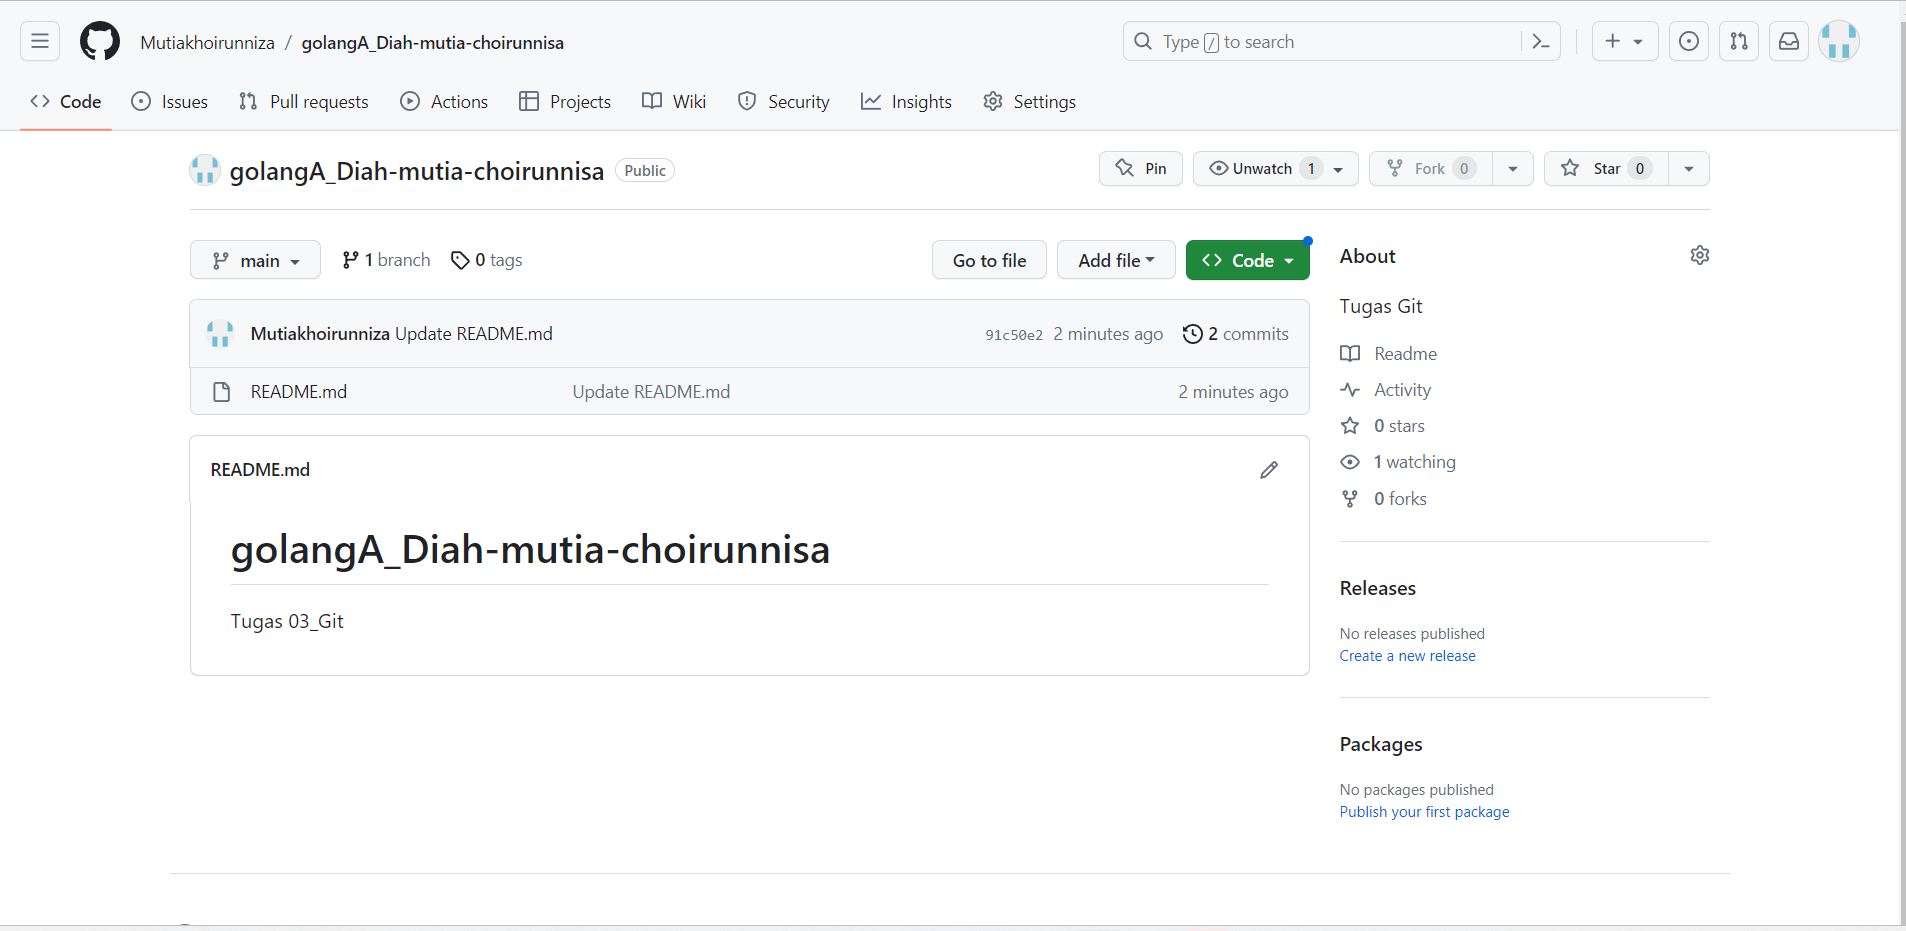 Mutiakhoirunniza / golangA_Diah-mutia-choirunnisa
Type / to search
Code Issues Pull requests Actions Projects Wiki Security Insights Settings
golangA_Diah-mutia-choirunnisa Public
Pin Unwatch 1 Fork 0 Star 0
main 1 branch 0 tags
Go to file Add file Code
Mutiakhoirunniza Update README.md 91c50e2 2 minutes ago 2 commits
README.md Update README.md 2 minutes ago
README.md
golangA_Diah-mutia-choirunnisa
Tugas 03_Git
About
Tugas Git
Readme
Activity
0 stars
1 watching
0 forks
Releases
No releases published
Create a new release
Packages
No packages published
Publish your first package